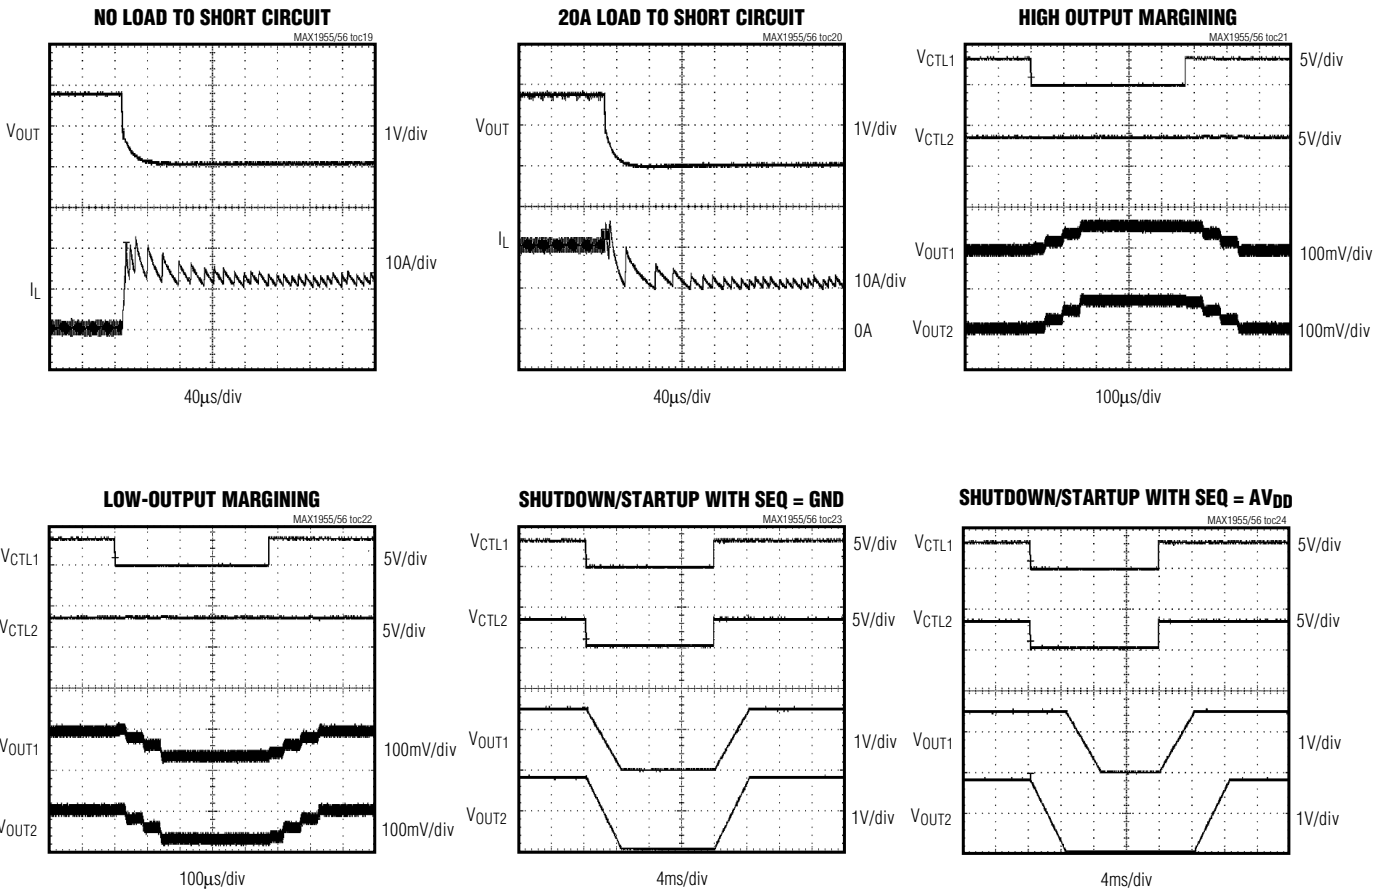 NO LOAD TO SHORT CIRCUIT
MAX1955/56 toc19
VOUT
1V/div
IL
10A/div
40μs/div
20A LOAD TO SHORT CIRCUIT
MAX1955/56 toc20
VOUT
1V/div
IL
10A/div
0A
40μs/div
HIGH OUTPUT MARGINING
MAX1955/56 toc21
VCTL1
5V/div
VCTL2
5V/div
VOUT1
100mV/div
VOUT2
100mV/div
100μs/div
LOW-OUTPUT MARGINING
MAX1955/56 toc22
VCTL1
5V/div
VCTL2
5V/div
VOUT1
100mV/div
VOUT2
100mV/div
100μs/div
SHUTDOWN/STARTUP WITH SEQ = GND
MAX1955/56 toc23
VCTL1
5V/div
VCTL2
5V/div
VOUT1
1V/div
VOUT2
1V/div
4ms/div
SHUTDOWN/STARTUP WITH SEQ = AVDD
MAX1955/56 toc24
VCTL1
5V/div
VCTL2
5V/div
VOUT1
1V/div
VOUT2
1V/div
4ms/div